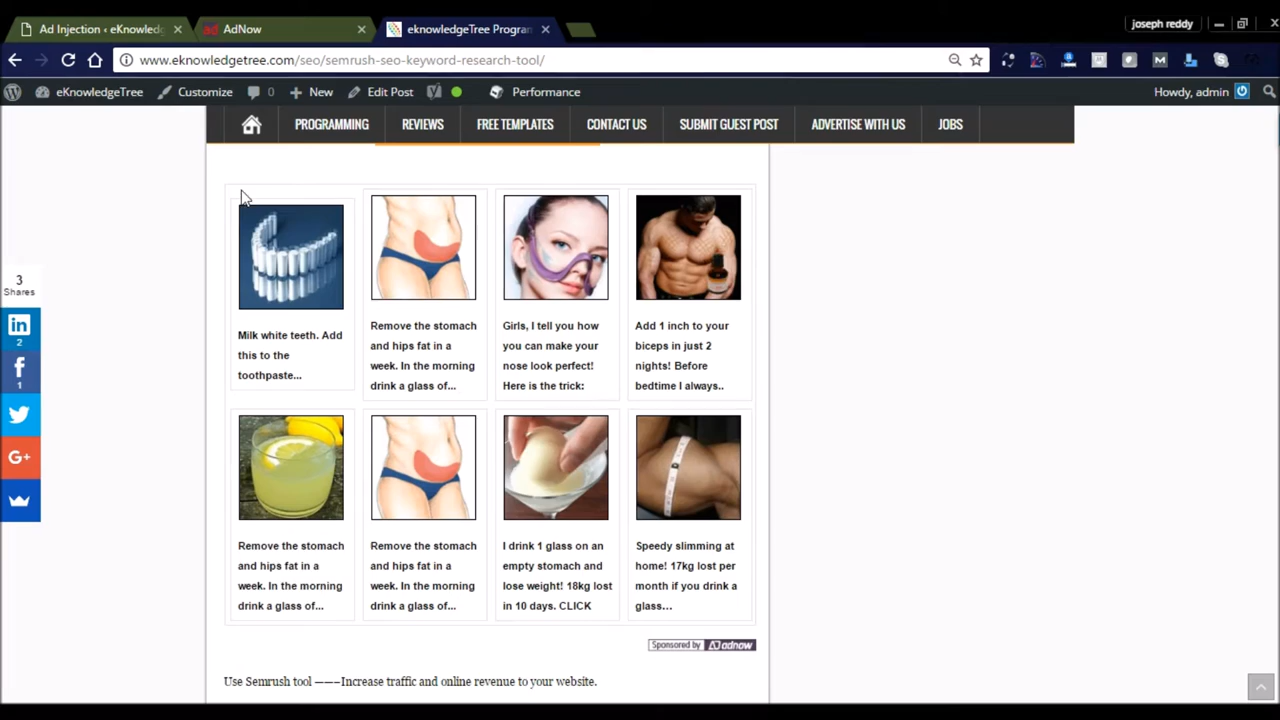 Ad Injection ‹ eKnowledg
AdNow
eknowledgeTree Progran
joseph reddy
www.eknowledgetree.com/seo/semrush-seo-keyword-research-tool/
eKnowledgeTree
Customize
0
New
Edit Post
Performance
Howdy, admin
PROGRAMMING
REVIEWS
FREE TEMPLATES
CONTACT US
SUBMIT GUEST POST
ADVERTISE WITH US
JOBS
3
Shares
in
2
f
1
G+
Milk white teeth. Add
this to the
toothpaste...
Remove the stomach
and hips fat in a
week. In the morning
drink a glass of...
Girls, I tell you how
you can make your
nose look perfect!
Here is the trick:
Add 1 inch to your
biceps in just 2
nights! Before
bedtime I always..
Remove the stomach
and hips fat in a
week. In the morning
drink a glass of...
Remove the stomach
and hips fat in a
week. In the morning
drink a glass of...
I drink 1 glass on an
empty stomach and
lose weight! 18kg lost
in 10 days. CLICK
Speedy slimming at
home! 17kg lost per
month if you drink a
glass...
Sponsored by adnow
Use Semrush tool ——–Increase traffic and online revenue to your website.